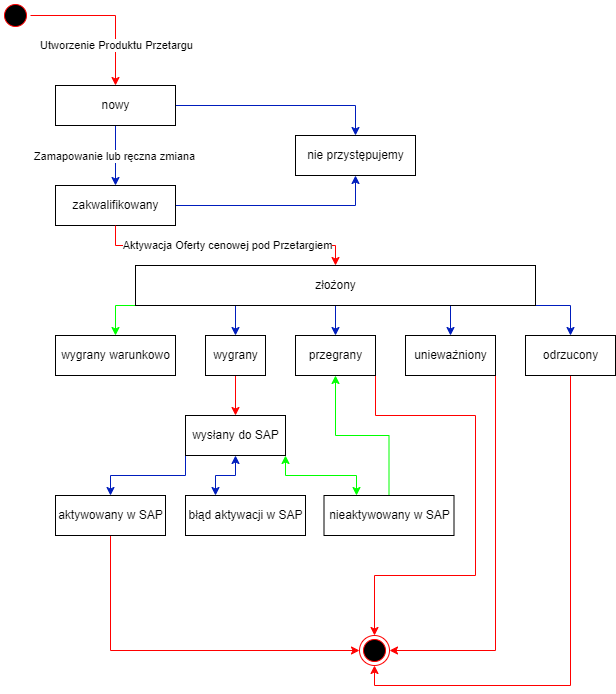 Utworzenie Produktu Przetargu
nowy
nie przystępujemy
Zamapowanie lub ręczna zmiana
zakwalifikowany
Aktywacja Oferty cenowej pod Przetargiem
złożony
wygrany warunkowo
wygrany
przegrany
unieważniony
odrzucony
wysłany do SAP
aktywowany w SAP
błąd aktywacji w SAP
nieaktywowany w SAP